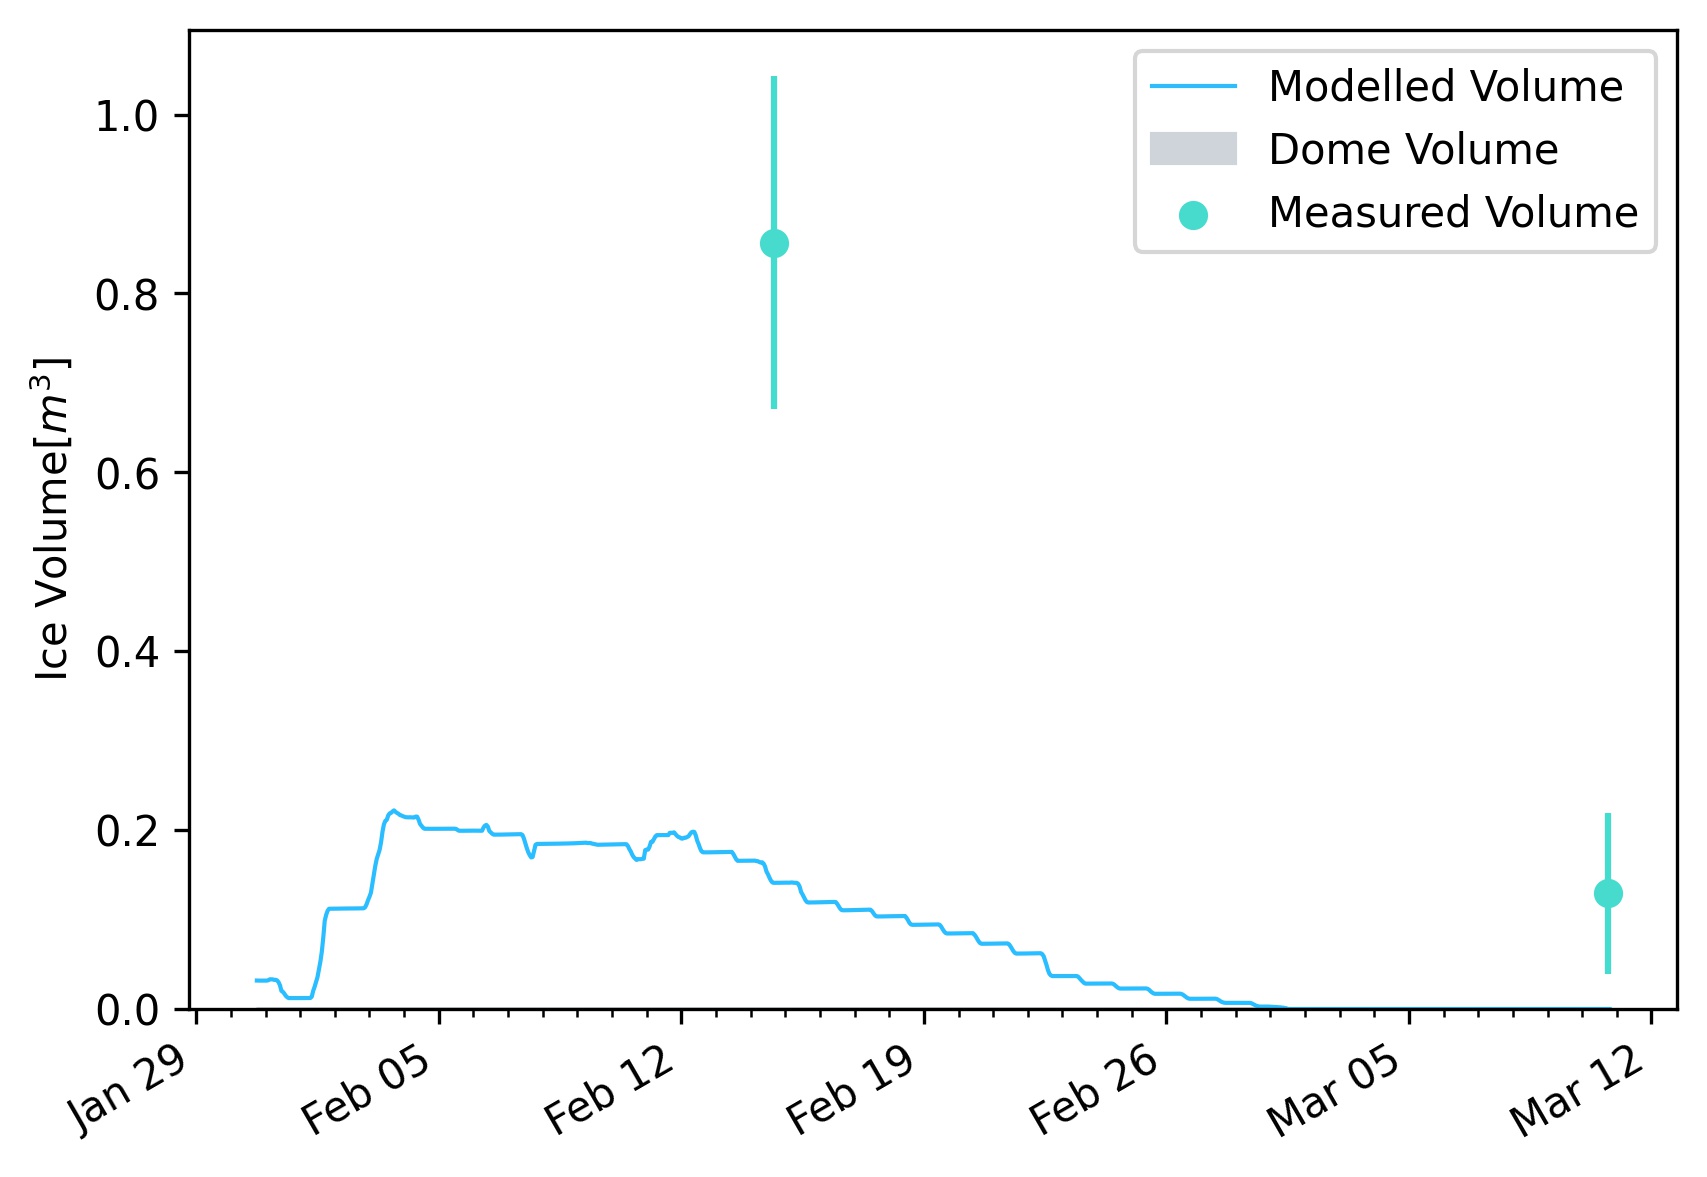 Modelled Volume
Dome Volume
Measured Volume
Ice Volume[m³]
1.0
0.8
0.6
0.4
0.2
0.0
Jan 29
Feb 05
Feb 12
Feb 19
Feb 26
Mar 05
Mar 12